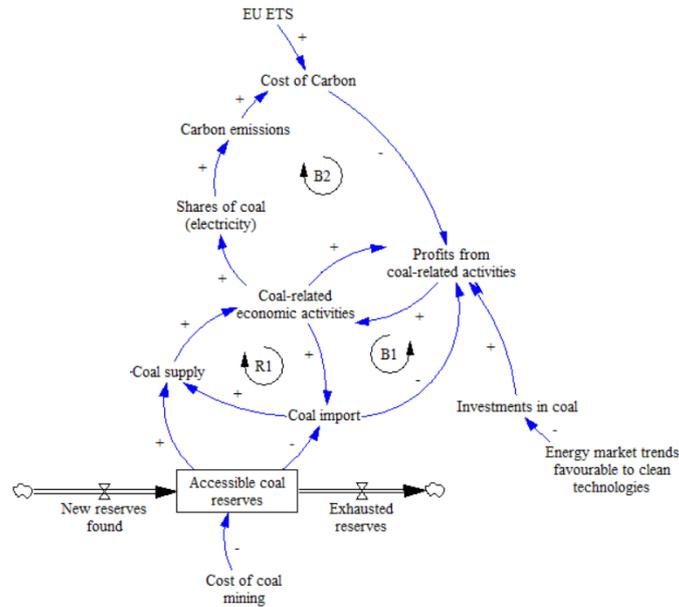 EU ETS
+
Cost of Carbon
+
Carbon emissions
-
+
B2
Shares of coal
(electricity)
+
Profits from
coal-related activities
+
Coal-related
economic activities
+
+
R1
+
B1
+
Coal supply
-
+
Coal import
Investments in coal
-
+
-
Energy market trends
favourable to clean
technologies
Accessible coal
reserves
New reserves
found
Exhausted
reserves
-
Cost of coal
mining